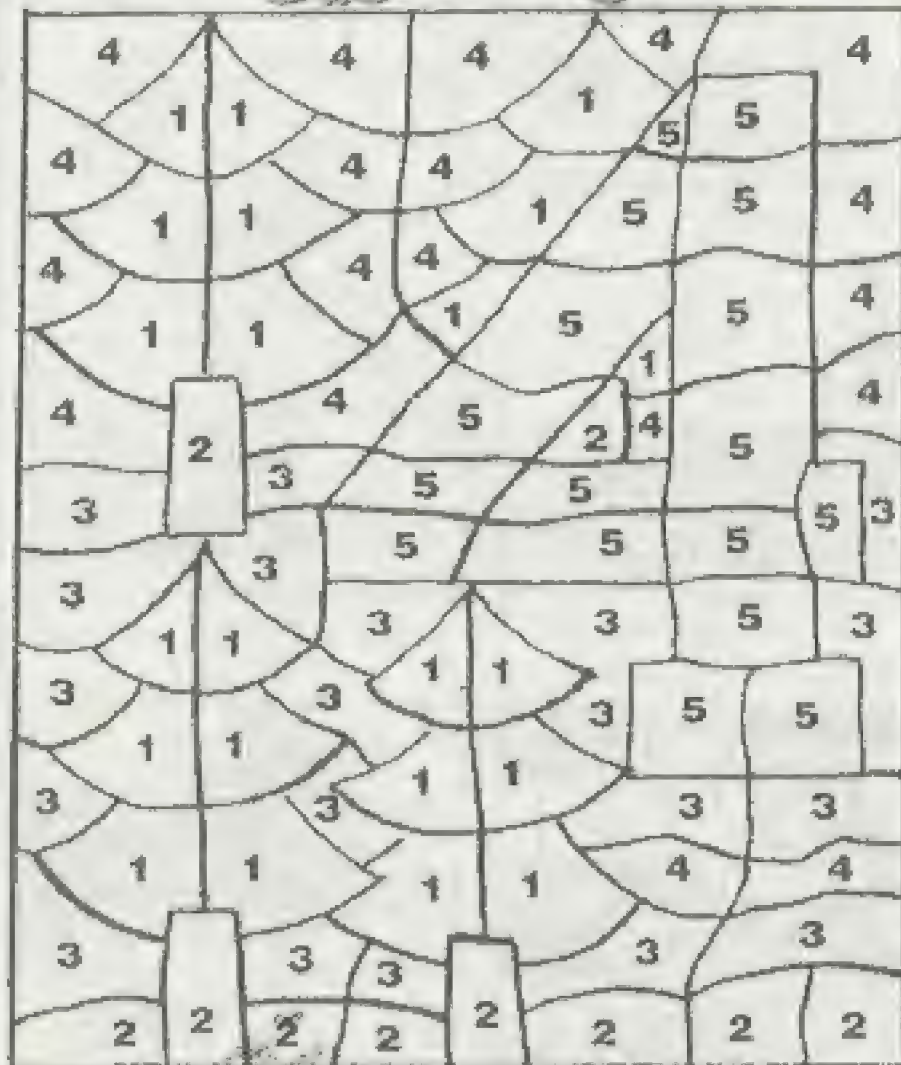 4 4 4 4 4
1 1 1 5 5
4 4 4
1 1 1 5 5 4
4 4 4
1 1 1 5 5 4
1
4 4 5 2 4 5 4
2
3 3 5 5 5 3
3 3 5 5 5
1 1 3 3 5 3
1 1
3 3 3 5 5
1 1 1 1
3 3 3 3
1 1 1 1 4 4
3 3 3 3 3
2 2 2 2 2 2 2 2